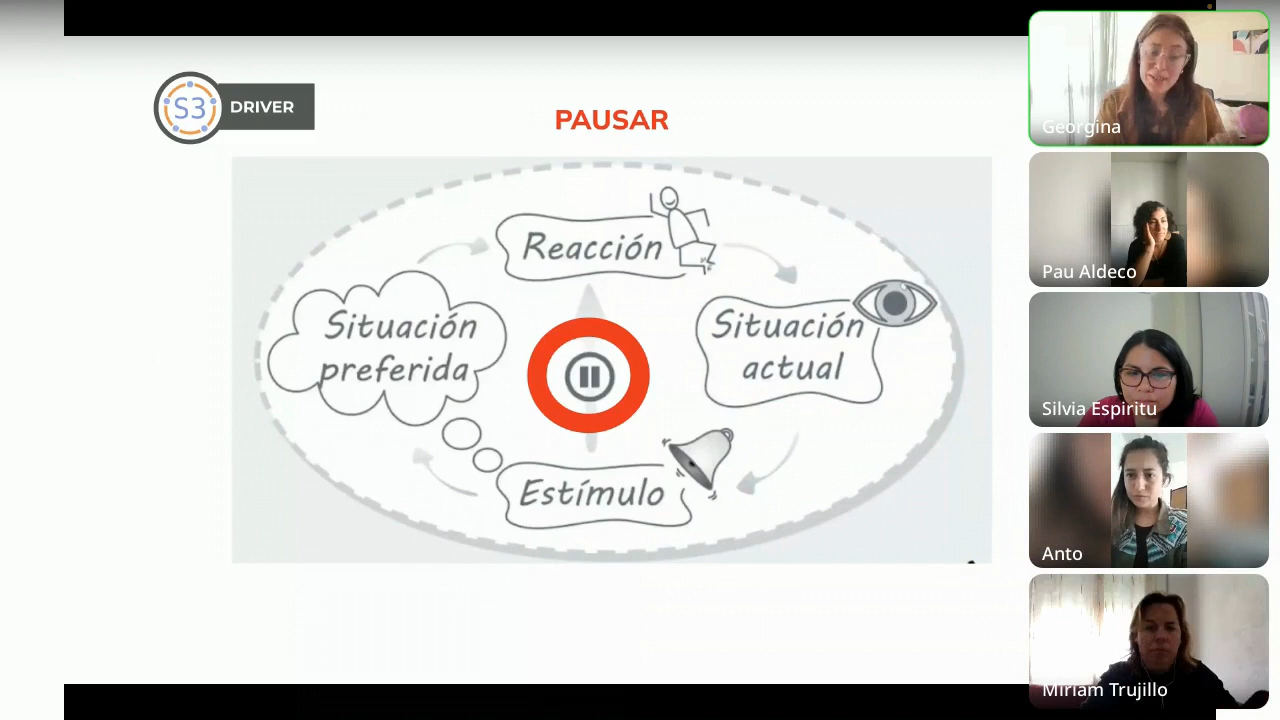 S3 DRIVER
PAUSAR
Reacción
Situación
preferida
Situación
actual
Estímulo
Georgina
Pau Aldeco
Silvia Espiritu
Anto
Miriam Trujillo